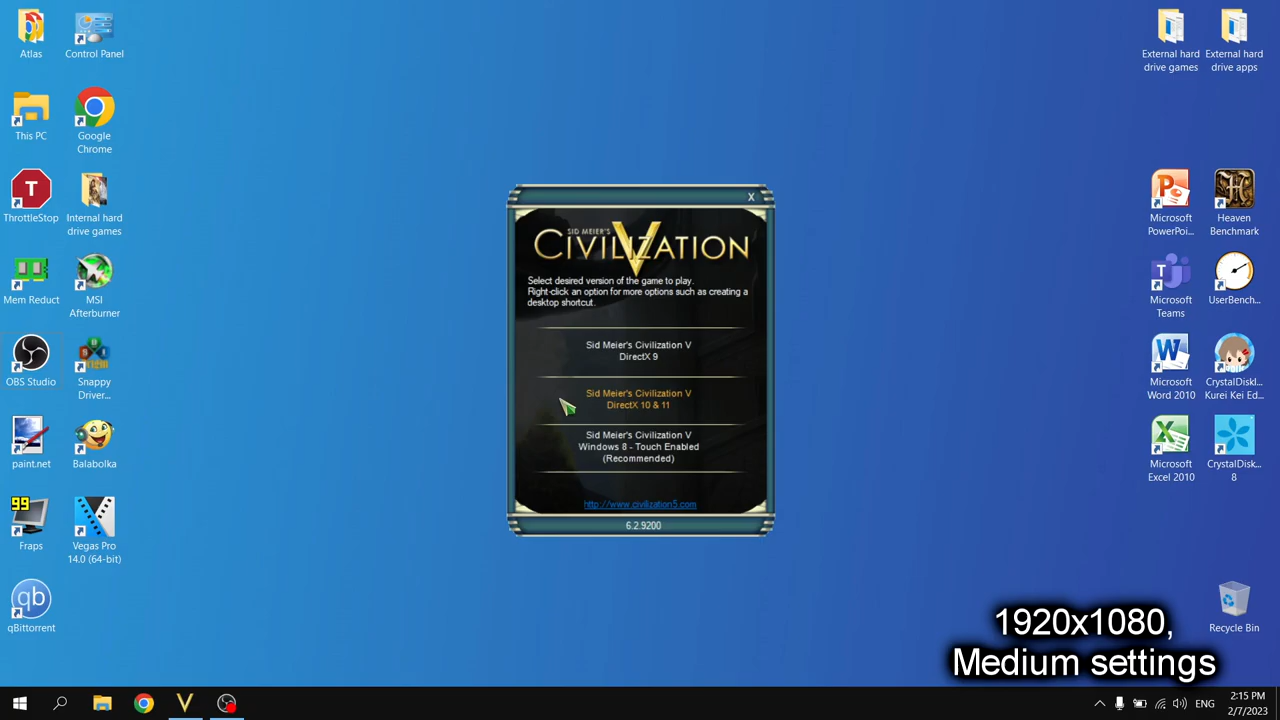 Atlas
Control Panel
This PC
Google
Chrome
T
ThrottleStop
Internal hard
drive games
Mem Reduct
MSI
Afterburner
OBS Studio
Snappy
Driver...
paint.net
Balabolka
99
Fraps
Vegas Pro
14.0 (64-bit)
qb
qBittorrent
X
SID MEIER'S
CIVILIZATION
V
Select desired version of the game to play.
Right-click an option for more options such as creating a
desktop shortcut.
Sid Meier's Civilization V
DirectX 9
Sid Meier's Civilization V
DirectX 10 & 11
Sid Meier's Civilization V
Windows 8 - Touch Enabled
(Recommended)
http://www.civilization5.com
6.2.9200
External hard
drive games
External hard
drive apps
P
Microsoft
PowerPoi...
H
Heaven
Benchmark
T
Microsoft
Teams
UserBenc...
W
Microsoft
Word 2010
CrystalDiskI...
Kurei Kei Ed...
X
Microsoft
Excel 2010
CrystalDisk...
8
Recycle Bin
1920x1080,
Medium settings
V
ENG
2:15 PM
2/7/2023